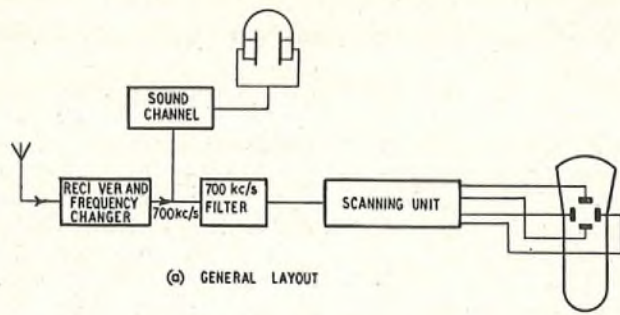 SOUND
CHANNEL
RECI VER AND
FREQUENCY
CHANGER
700kc/s
700 kc/s
FILTER
SCANNING UNIT
(a) GENERAL LAYOUT